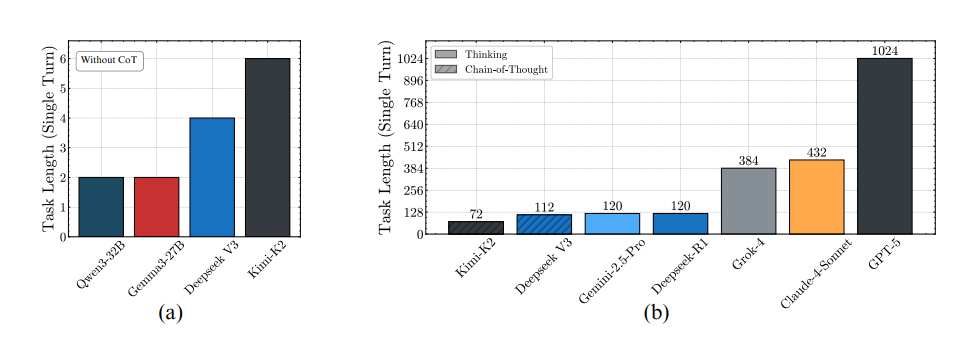 Task Length (Single Turn)
6
5
4
3
2
1
0
Without CoT
Qwen3-32B
Gemma3-27B
Deepseek V3
Kimi-K2
(a)
Task Length (Single Turn)
1024
896
768
640
512
384
256
128
0
Thinking
Chain-of-Thought
72
112
120
120
384
432
1024
Kimi-K2
Deepseek V3
Gemini-2.5-Pro
Deepseek-R1
Grok-4
Claude-4-Sonnet
GPT-5
(b)